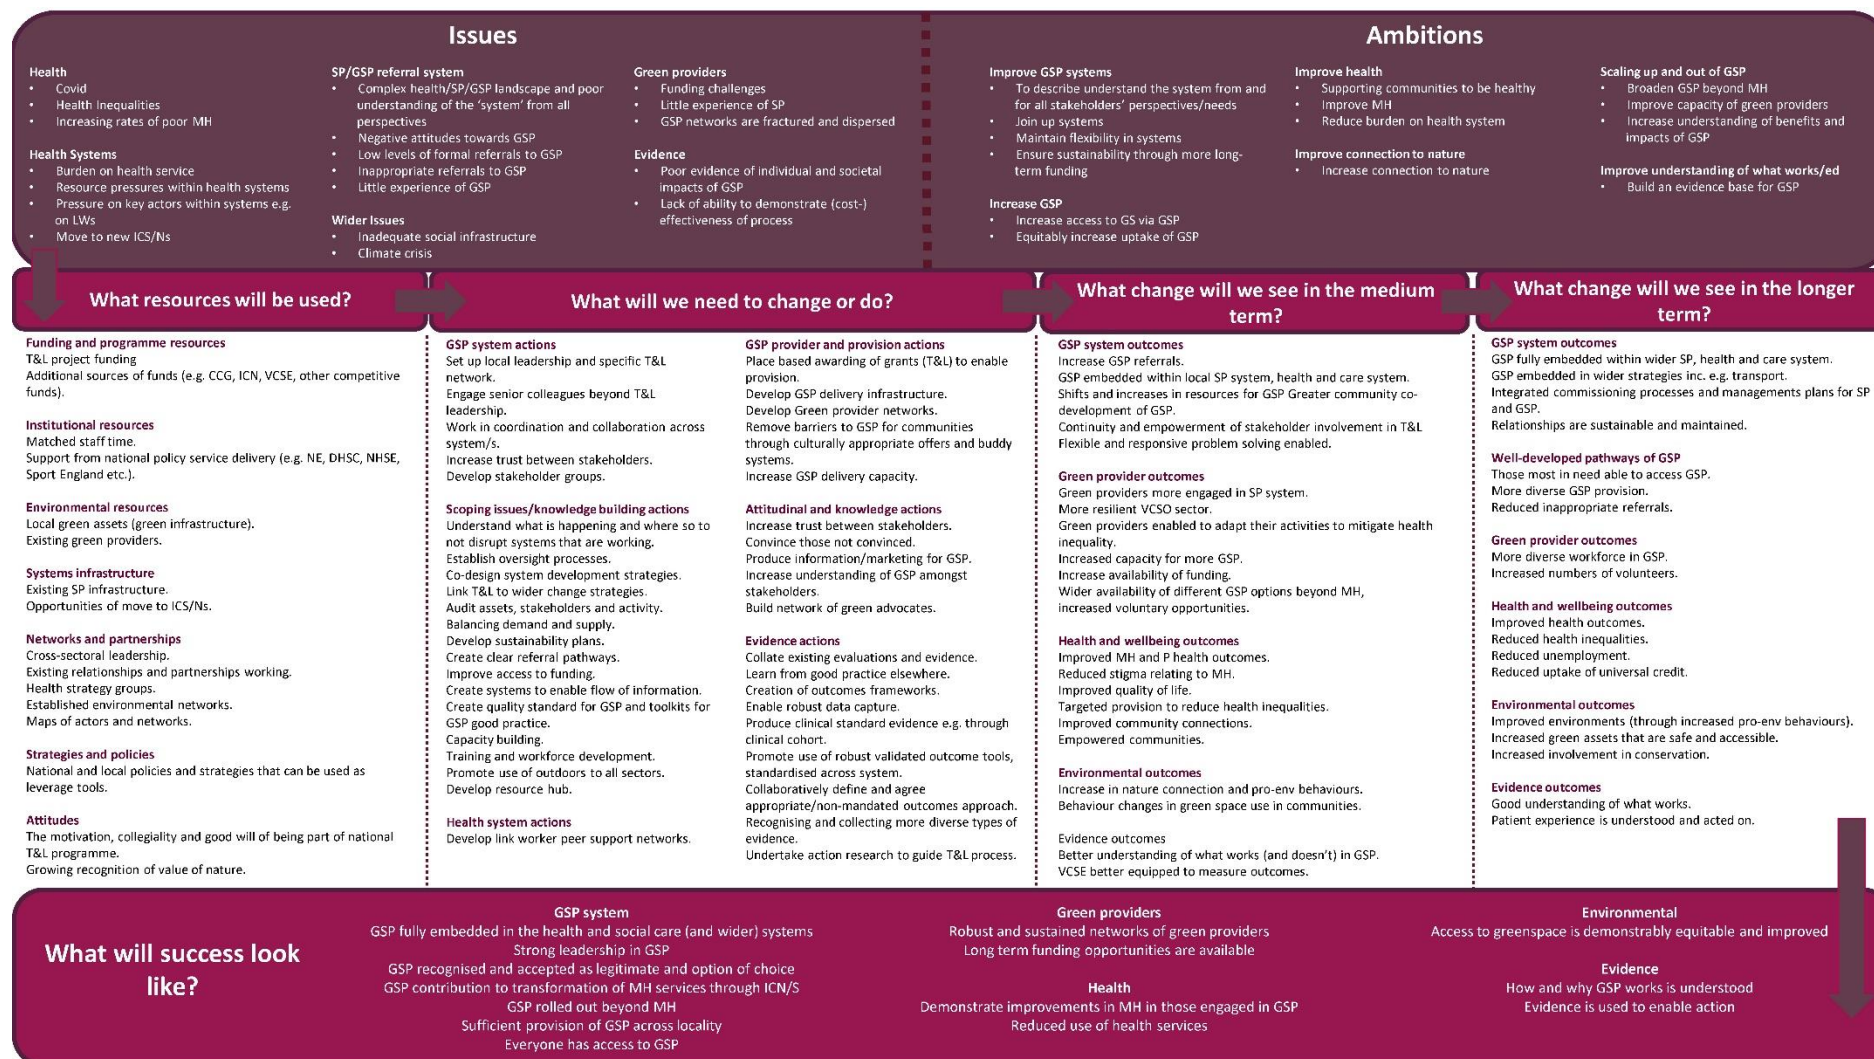 Issues
Health
• Covid
• Health Inequalities
• Increasing rates of poor MH
Health Systems
• Burden on health service
• Resource pressures within health systems
• Pressure on key actors within systems e.g.
on LWs
• Move to new ICS/Ns
SP/GSP referral system
• Complex health/SP/GSP landscape and poor
understanding of the 'system' from all
perspectives
• Negative attitudes towards GSP
• Low levels of formal referrals to GSP
• Inappropriate referrals to GSP
• Little experience of GSP
Wider Issues
• Inadequate social infrastructure
• Climate crisis
Green providers
• Funding challenges
• Little experience of SP
• GSP networks are fractured and dispersed
Evidence
• Poor evidence of individual and societal
impacts of GSP
• Lack of ability to demonstrate (cost-)
effectiveness of process
Ambitions
Improve GSP systems
• To describe understand the system from and
for all stakeholders' perspectives/needs
• Join up systems
• Maintain flexibility in systems
• Ensure sustainability through more long-
term funding
Increase GSP
• Increase access to GS via GSP
• Equitably increase uptake of GSP
Improve health
• Supporting communities to be healthy
• Improve MH
• Reduce burden on health system
Improve connection to nature
• Increase connection to nature
Scaling up and out of GSP
• Broaden GSP beyond MH
• Improve capacity of green providers
• Increase understanding of benefits and
impacts of GSP
Improve understanding of what works/ed
• Build an evidence base for GSP
What resources will be used?
Funding and programme resources
T&L project funding
Additional sources of funds (e.g. CCG, ICN, VCSE, other competitive
funds).
Institutional resources
Matched staff time.
Support from national policy service delivery (e.g. NE, DHSC, NHSE,
Sport England etc.).
Environmental resources
Local green assets (green infrastructure).
Existing green providers.
Systems infrastructure
Existing SP infrastructure.
Opportunities of move to ICS/Ns.
Networks and partnerships
Cross-sectoral leadership.
Existing relationships and partnerships working.
Health strategy groups.
Established environmental networks.
Maps of actors and networks.
Strategies and policies
National and local policies and strategies that can be used as
leverage tools.
Attitudes
The motivation, collegiality and good will of being part of national
T&L programme.
Growing recognition of value of nature.
What will we need to change or do?
GSP system actions
Set up local leadership and specific T&L
network.
Engage senior colleagues beyond T&L
leadership.
Work in coordination and collaboration across
system/s.
Increase trust between stakeholders.
Develop stakeholder groups.
Scoping issues/knowledge building actions
Understand what is happening and where so to
not disrupt systems that are working.
Establish oversight processes.
Co-design system development strategies.
Link T&L to wider change strategies.
Audit assets, stakeholders and activity.
Balancing demand and supply.
Develop sustainability plans.
Create clear referral pathways.
Improve access to funding.
Create systems to enable flow of information.
Create quality standard for GSP and toolkits for
GSP good practice.
Capacity building.
Training and workforce development.
Promote use of outdoors to all sectors.
Develop resource hub.
Health system actions
Develop link worker peer support networks.
GSP provider and provision actions
Place based awarding of grants (T&L) to enable
provision.
Develop GSP delivery infrastructure.
Develop Green provider networks.
Remove barriers to GSP for communities
through culturally appropriate offers and buddy
systems.
Increase GSP delivery capacity.
Attitudinal and knowledge actions
Increase trust between stakeholders.
Convince those not convinced.
Produce information/marketing for GSP.
Increase understanding of GSP amongst
stakeholders.
Build network of green advocates.
Evidence actions
Collate existing evaluations and evidence.
Learn from good practice elsewhere.
Creation of outcomes frameworks.
Enable robust data capture.
Produce clinical standard evidence e.g. through
clinical cohort.
Promote use of robust validated outcome tools,
standardised across system.
Collaboratively define and agree
appropriate/non-mandated outcomes approach.
Recognising and collecting more diverse types of
evidence.
Undertake action research to guide T&L process.
What change will we see in the medium
term?
GSP system outcomes
Increase GSP referrals.
GSP embedded within local SP system, health and care system.
Shifts and increases in resources for GSP Greater community co-
development of GSP.
Continuity and empowerment of stakeholder involvement in T&L
Flexible and responsive problem solving enabled.
Green provider outcomes
Green providers more engaged in SP system.
More resilient VCSO sector.
Green providers enabled to adapt their activities to mitigate health
inequality.
Increased capacity for more GSP.
Increase availability of funding.
Wider availability of different GSP options beyond MH,
increased voluntary opportunities.
Health and wellbeing outcomes
Improved MH and P health outcomes.
Reduced stigma relating to MH.
Improved quality of life.
Targeted provision to reduce health inequalities.
Improved community connections.
Empowered communities.
Environmental outcomes
Increase in nature connection and pro-env behaviours.
Behaviour changes in green space use in communities.
Evidence outcomes
Better understanding of what works (and doesn't) in GSP.
VCSE better equipped to measure outcomes.
What change will we see in the longer
term?
GSP system outcomes
GSP fully embedded within wider SP, health and care system.
GSP embedded in wider strategies inc. e.g. transport.
Integrated commissioning processes and managements plans for SP
and GSP.
Relationships are sustainable and maintained.
Well-developed pathways of GSP
Those most in need able to access GSP.
More diverse GSP provision.
Reduced inappropriate referrals.
Green provider outcomes
More diverse workforce in GSP.
Increased numbers of volunteers.
Health and wellbeing outcomes
Improved health outcomes.
Reduced health inequalities.
Reduced unemployment.
Reduced uptake of universal credit.
Environmental outcomes
Improved environments (through increased pro-env behaviours).
Increased green assets that are safe and accessible.
Increased involvement in conservation.
Evidence outcomes
Good understanding of what works.
Patient experience is understood and acted on.
What will success look
like?
GSP system
GSP fully embedded in the health and social care (and wider) systems
Strong leadership in GSP
GSP recognised and accepted as legitimate and option of choice
GSP contribution to transformation of MH services through ICN/S
GSP rolled out beyond MH
Sufficient provision of GSP across locality
Everyone has access to GSP
Green providers
Robust and sustained networks of green providers
Long term funding opportunities are available
Health
Demonstrate improvements in MH in those engaged in GSP
Reduced use of health services
Environmental
Access to greenspace is demonstrably equitable and improved
Evidence
How and why GSP works is understood
Evidence is used to enable action